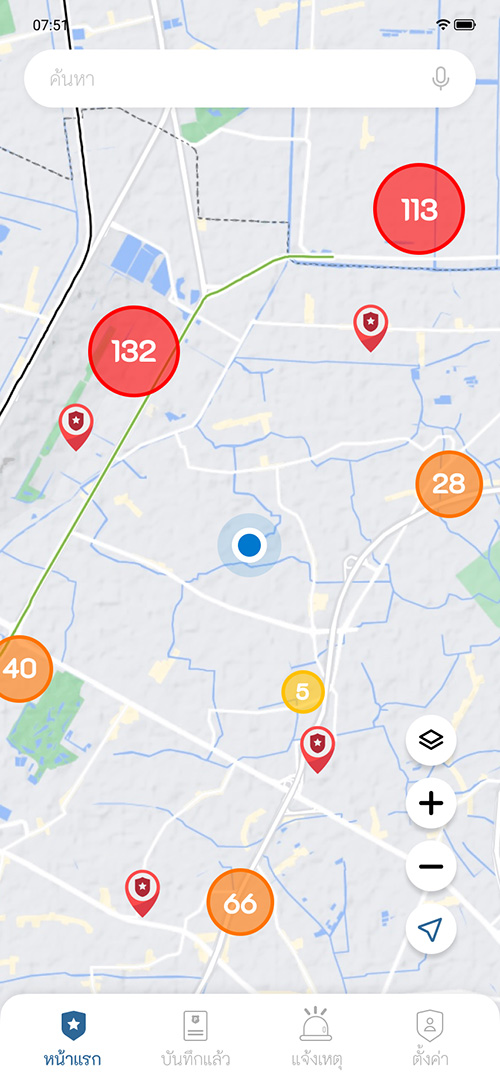 07:51
ค้นหา
113
132
28
40
5
66
หน้าแรก
บันทึกแล้ว
แจ้งเหตุ
ตั้งค่า